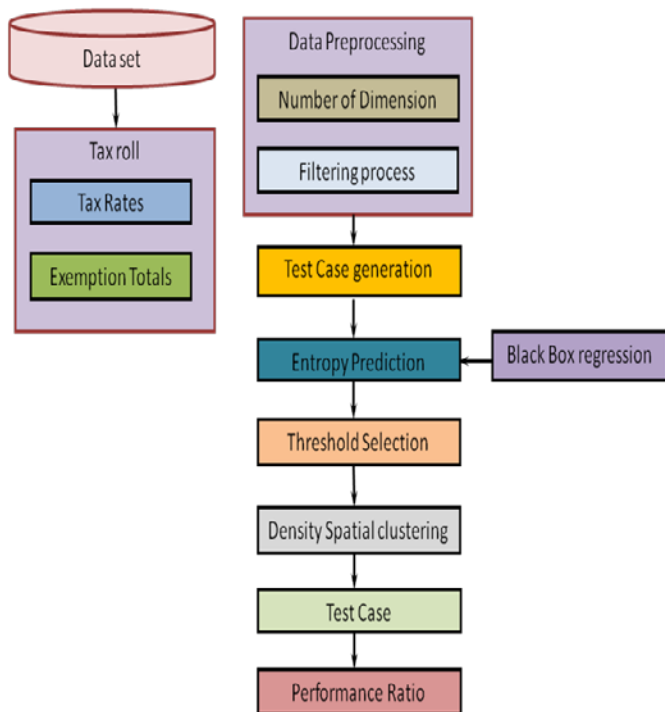 Data set
Tax roll
Tax Rates
Exemption Totals
Data Preprocessing
Number of Dimension
Filtering process
Test Case generation
Entropy Prediction
Black Box regression
Threshold Selection
Density Spatial clustering
Test Case
Performance Ratio